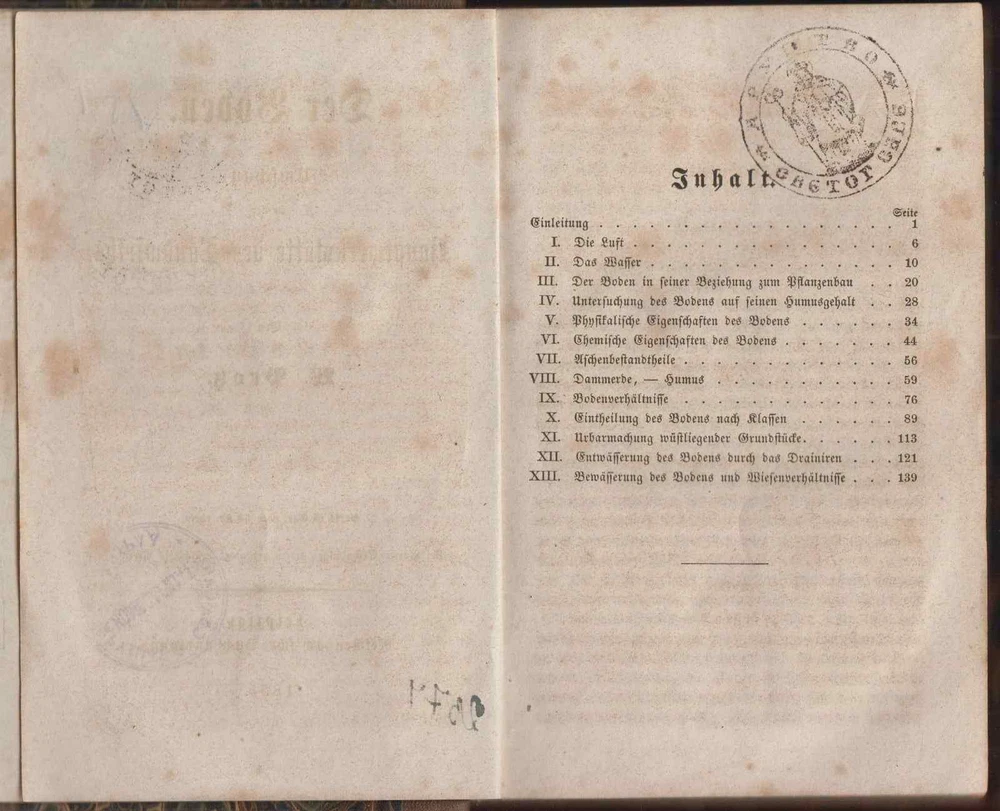 Inhalt.
Seite
Einleitung . . . . . . . . . . . . . . . . . . . . . 1
I. Die Luft . . . . . . . . . . . . . . . . . . . 6
II. Das Wasser . . . . . . . . . . . . . . . . . . 10
III. Der Boden in seiner Beziehung zum Pflanzenbau . . 20
IV. Untersuchung des Bodens auf seinen Humusgehalt . . 28
V. Physikalische Eigenschaften des Bodens . . . . . . 34
VI. Chemische Eigenschaften des Bodens . . . . . . . 44
VII. Aschenbestandtheile . . . . . . . . . . . . . 56
VIII. Dammerde, — Humus . . . . . . . . . . . 59
IX. Bodenverhältnisse . . . . . . . . . . . . . 76
X. Eintheilung des Bodens nach Klassen . . . . . . 89
XI. Urbarmachung wüstliegender Grundstücke. . . . . . 113
XII. Entwässerung des Bodens durch das Drainiren . . . 121
XIII. Bewässerung des Bodens und Wiesenverhältnisse . . . 139